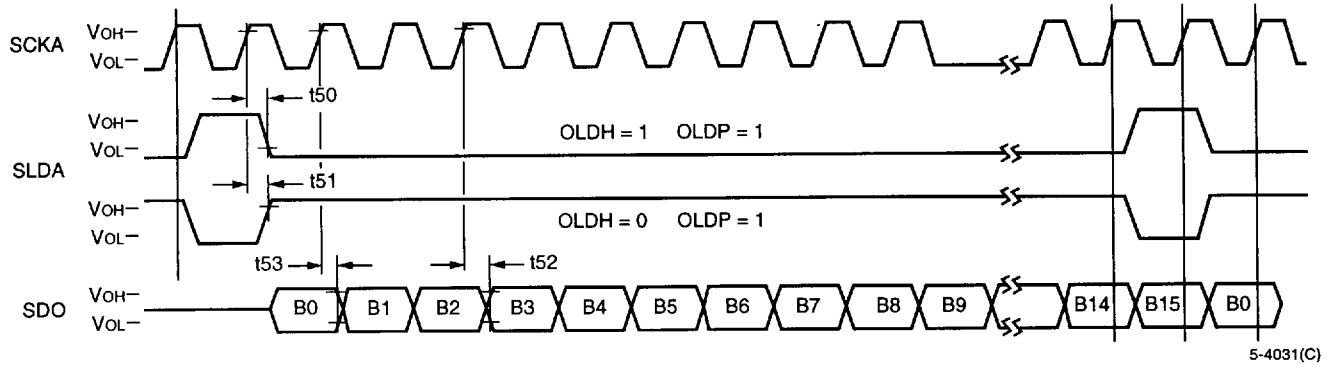 SCKA
VOH–
VOL–
t50
SLDA
VOH–
VOL–
OLDH = 1 OLDP = 1
t51
VOH–
VOL–
OLDH = 0 OLDP = 1
t53
t52
SDO
VOH–
VOL–
B0 B1 B2 B3 B4 B5 B6 B7 B8 B9 B14 B15 B0
5-4031(C)